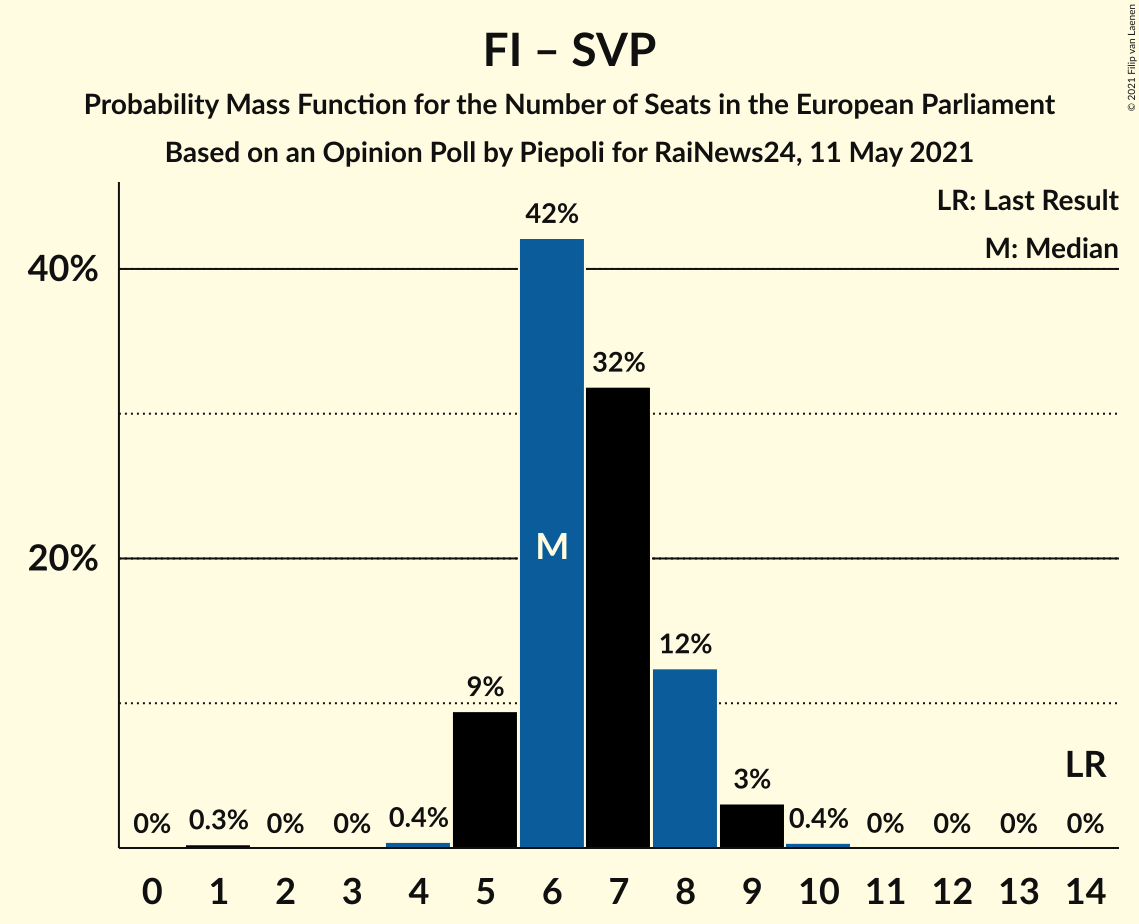 FI – SVP
Probability Mass Function for the Number of Seats in the European Parliament
Based on an Opinion Poll by Piepoli for RaiNews24, 11 May 2021
© 2021 Filip van Laenen
LR: Last Result
M: Median
40%
20%
0%
0.3%
0%
0%
0.4%
9%
42%
M
32%
12%
3%
0.4%
0%
0%
0%
LR
0%
0 1 2 3 4 5 6 7 8 9 10 11 12 13 14